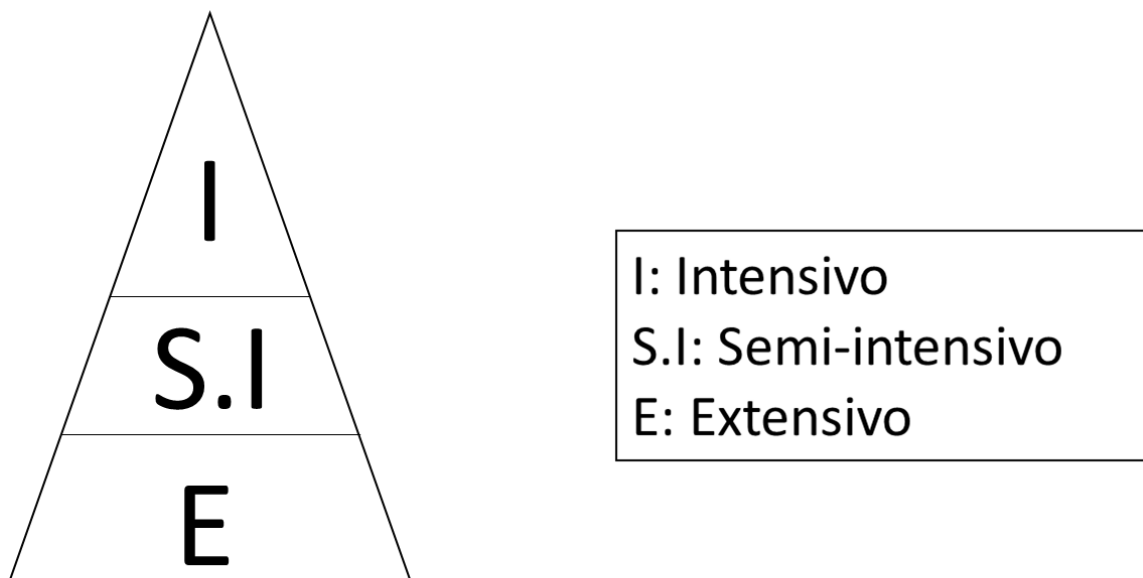 I
S.I
E
I: Intensivo
S.I: Semi-intensivo
E: Extensivo